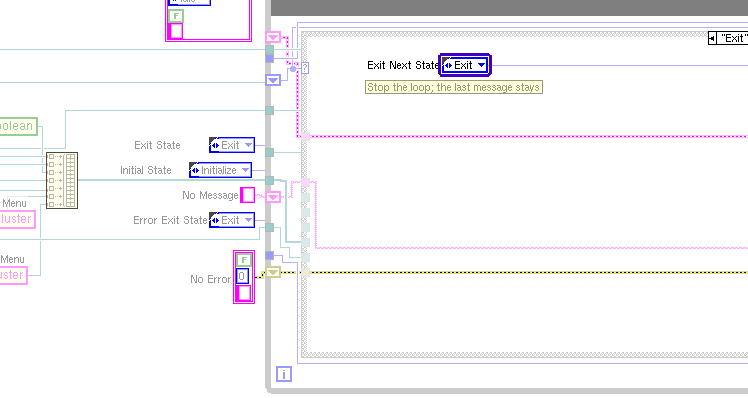 F
"Exit"
Exit Next State Exit
?
Stop the loop; the last message stays
oolean
Exit State Exit
Initial State Initialize
No Message
Menu
luster
Error Exit State Exit
Menu
uster
F
No Error 0
i